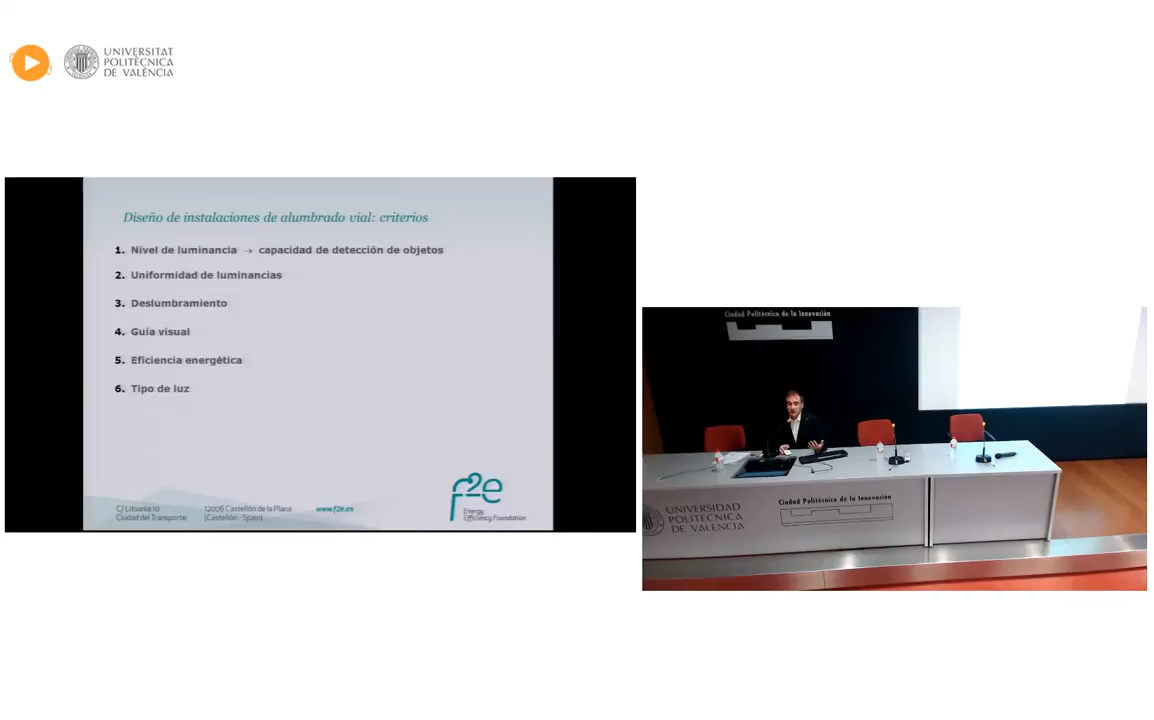 UNIVERSITAT
POLITÈCNICA
DE VALÈNCIA
Diseño de instalaciones de alumbrado vial: criterios
1. Nivel de luminancia → capacidad de detección de objetos
2. Uniformidad de luminancias
3. Deslumbramiento
4. Guía visual
5. Eficiencia energética
6. Tipo de luz
C/ Lituania 10
Ciudad del Transporte
12006 Castellón de la Plana
(Castellón - Spain)
www.f2e.es
f2e
Energy
Efficiency Foundation
Ciudad Politécnica de la Innovación
Ciudad Politécnica de la Innovación
UNIVERSIDAD
POLITECNICA
DE VALENCIA